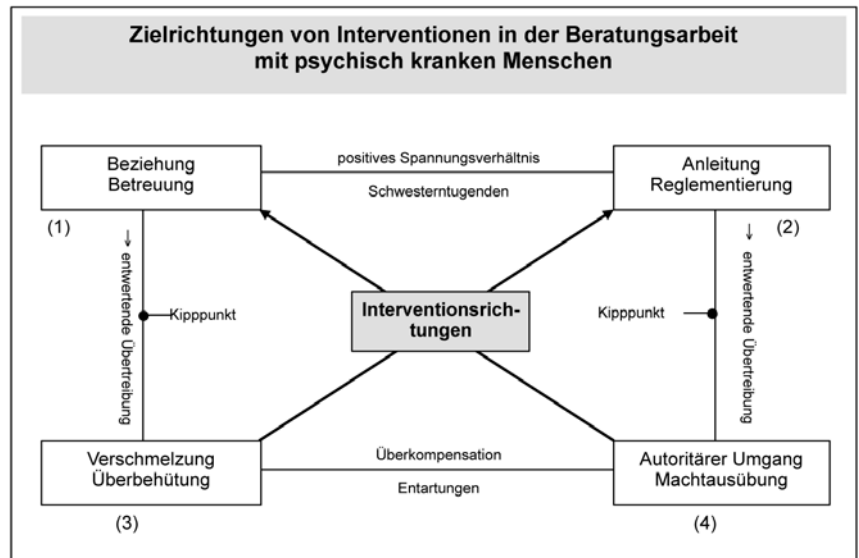 Zielrichtungen von Interventionen in der Beratungsarbeit
mit psychisch kranken Menschen
Beziehung
Betreuung
positives Spannungsverhältnis
Schwesterntugenden
Anleitung
Reglementierung
(1)
(2)
↓ entwertende Übertreibung
Kipppunkt
Interventionsrich-
tungen
Kipppunkt
↓ entwertende Übertreibung
Verschmelzung
Überbehütung
Überkompensation
Entartungen
Autoritärer Umgang
Machtausübung
(3)
(4)